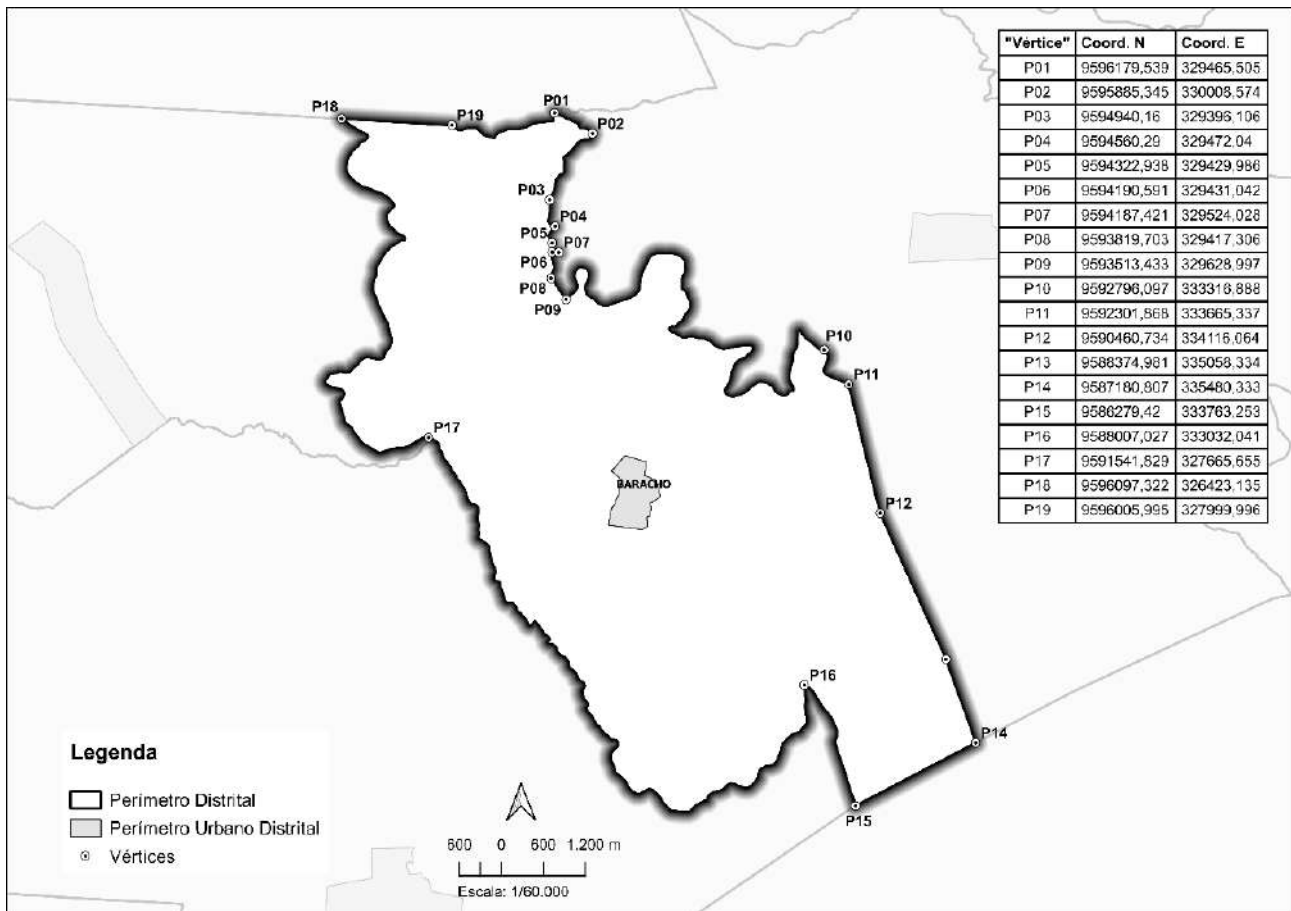 "Vértice" Coord. N Coord. E
P01 9596179,539 329465,505
P02 9595885,345 330008,574
P03 9594940,16 329396,106
P04 9594560,29 329472,04
P05 9594322,938 329429,986
P06 9594190,591 329431,042
P07 9594187,421 329524,028
P08 9593819,703 329417,306
P09 9593513,433 329628,997
P10 9592796,097 333316,888
P11 9592301,868 333665,337
P12 9590460,734 334116,064
P13 9588374,981 335058,334
P14 9587180,807 335480,333
P15 9586279,42 333763,253
P16 9588007,027 333032,041
P17 9591541,829 327665,655
P18 9596097,322 326423,135
P19 9596005,995 327999,996
P18
P19
P01
P02
P03
P04
P05
P07
P06
P08
P09
P10
P11
P17
BARACHO
P12
P16
P14
P15
Legenda
Perímetro Distrital
Perímetro Urbano Distrital
Vértices
600 0 600 1.200 m
Escala: 1/60.000